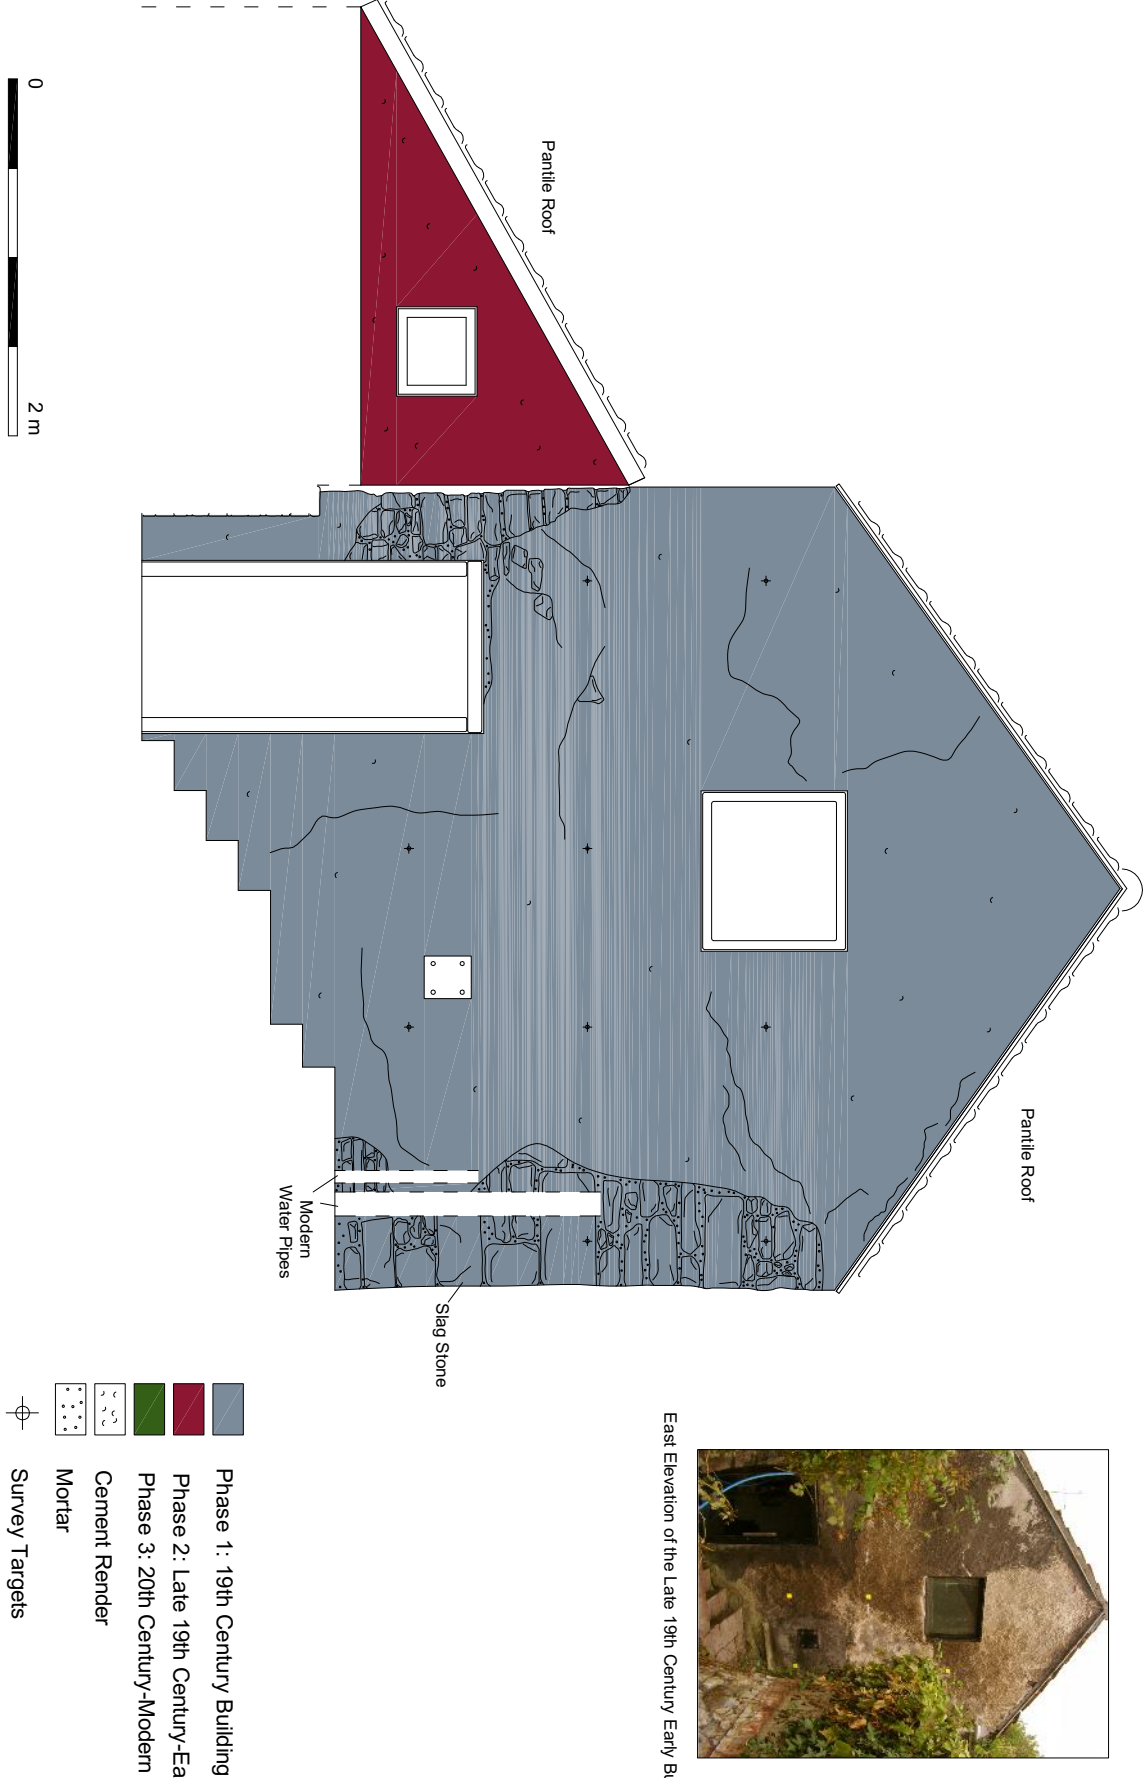 Pantile Roof
Pantile Roof
0
2 m
Modern
Water Pipes
Slag Stone
East Elevation of the Late 19th Century Early Bu
Phase 1: 19th Century Building
Phase 2: Late 19th Century-Ea
Phase 3: 20th Century-Modern
Cement Render
Mortar
Survey Targets